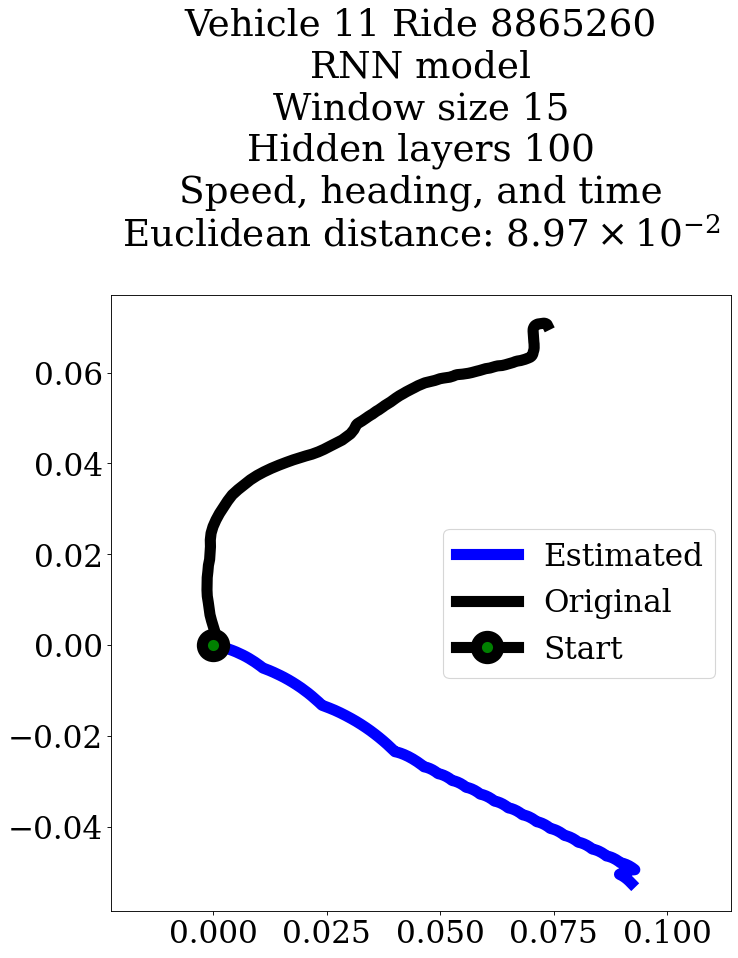 Vehicle 11 Ride 8865260
RNN model
Window size 15
Hidden layers 100
Speed, heading, and time
Euclidean distance: 8.97 × 10⁻²
0.06
0.04
0.02
0.00
−0.02
−0.04
Estimated
Original
Start
0.000 0.025 0.050 0.075 0.100